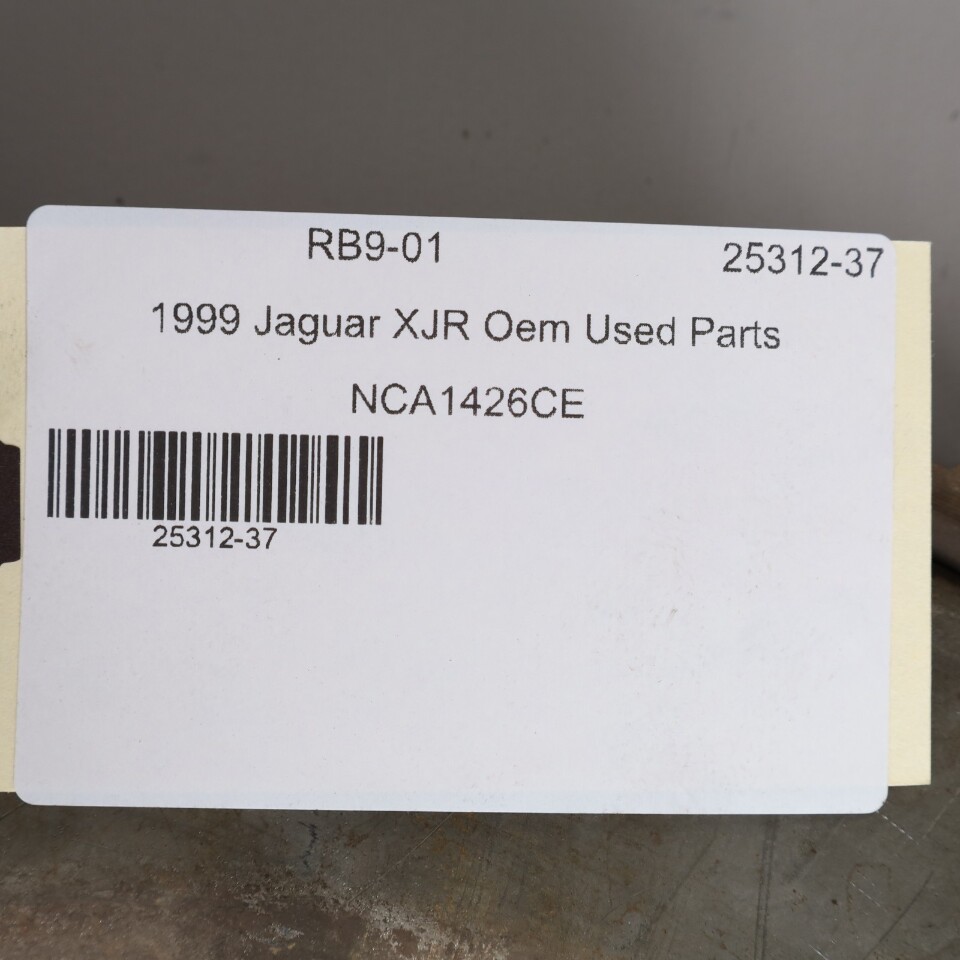 RB9-01 25312-37
1999 Jaguar XJR Oem Used Parts
NCA1426CE
25312-37